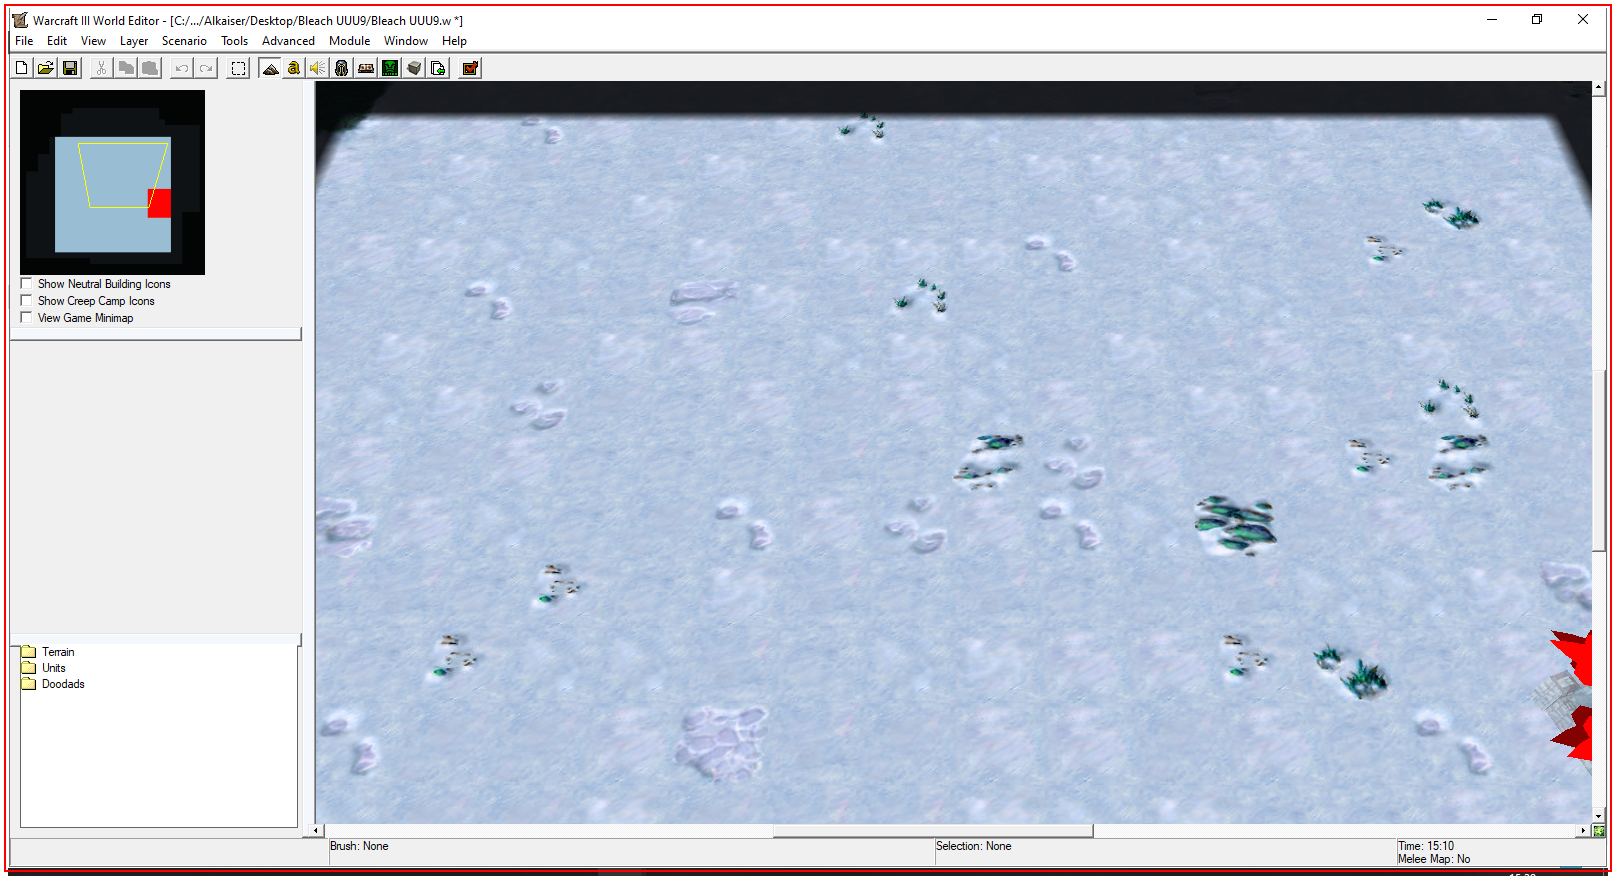 Warcraft III World Editor - [C:/.../Alkaiser/Desktop/Bleach UUU9/Bleach UUU9.w *]
File Edit View Layer Scenario Tools Advanced Module Window Help
Show Neutral Building Icons
Show Creep Camp Icons
View Game Minimap
Terrain
Units
Doodads
Brush: None
Selection: None
Time: 15:10
Melee Map: No